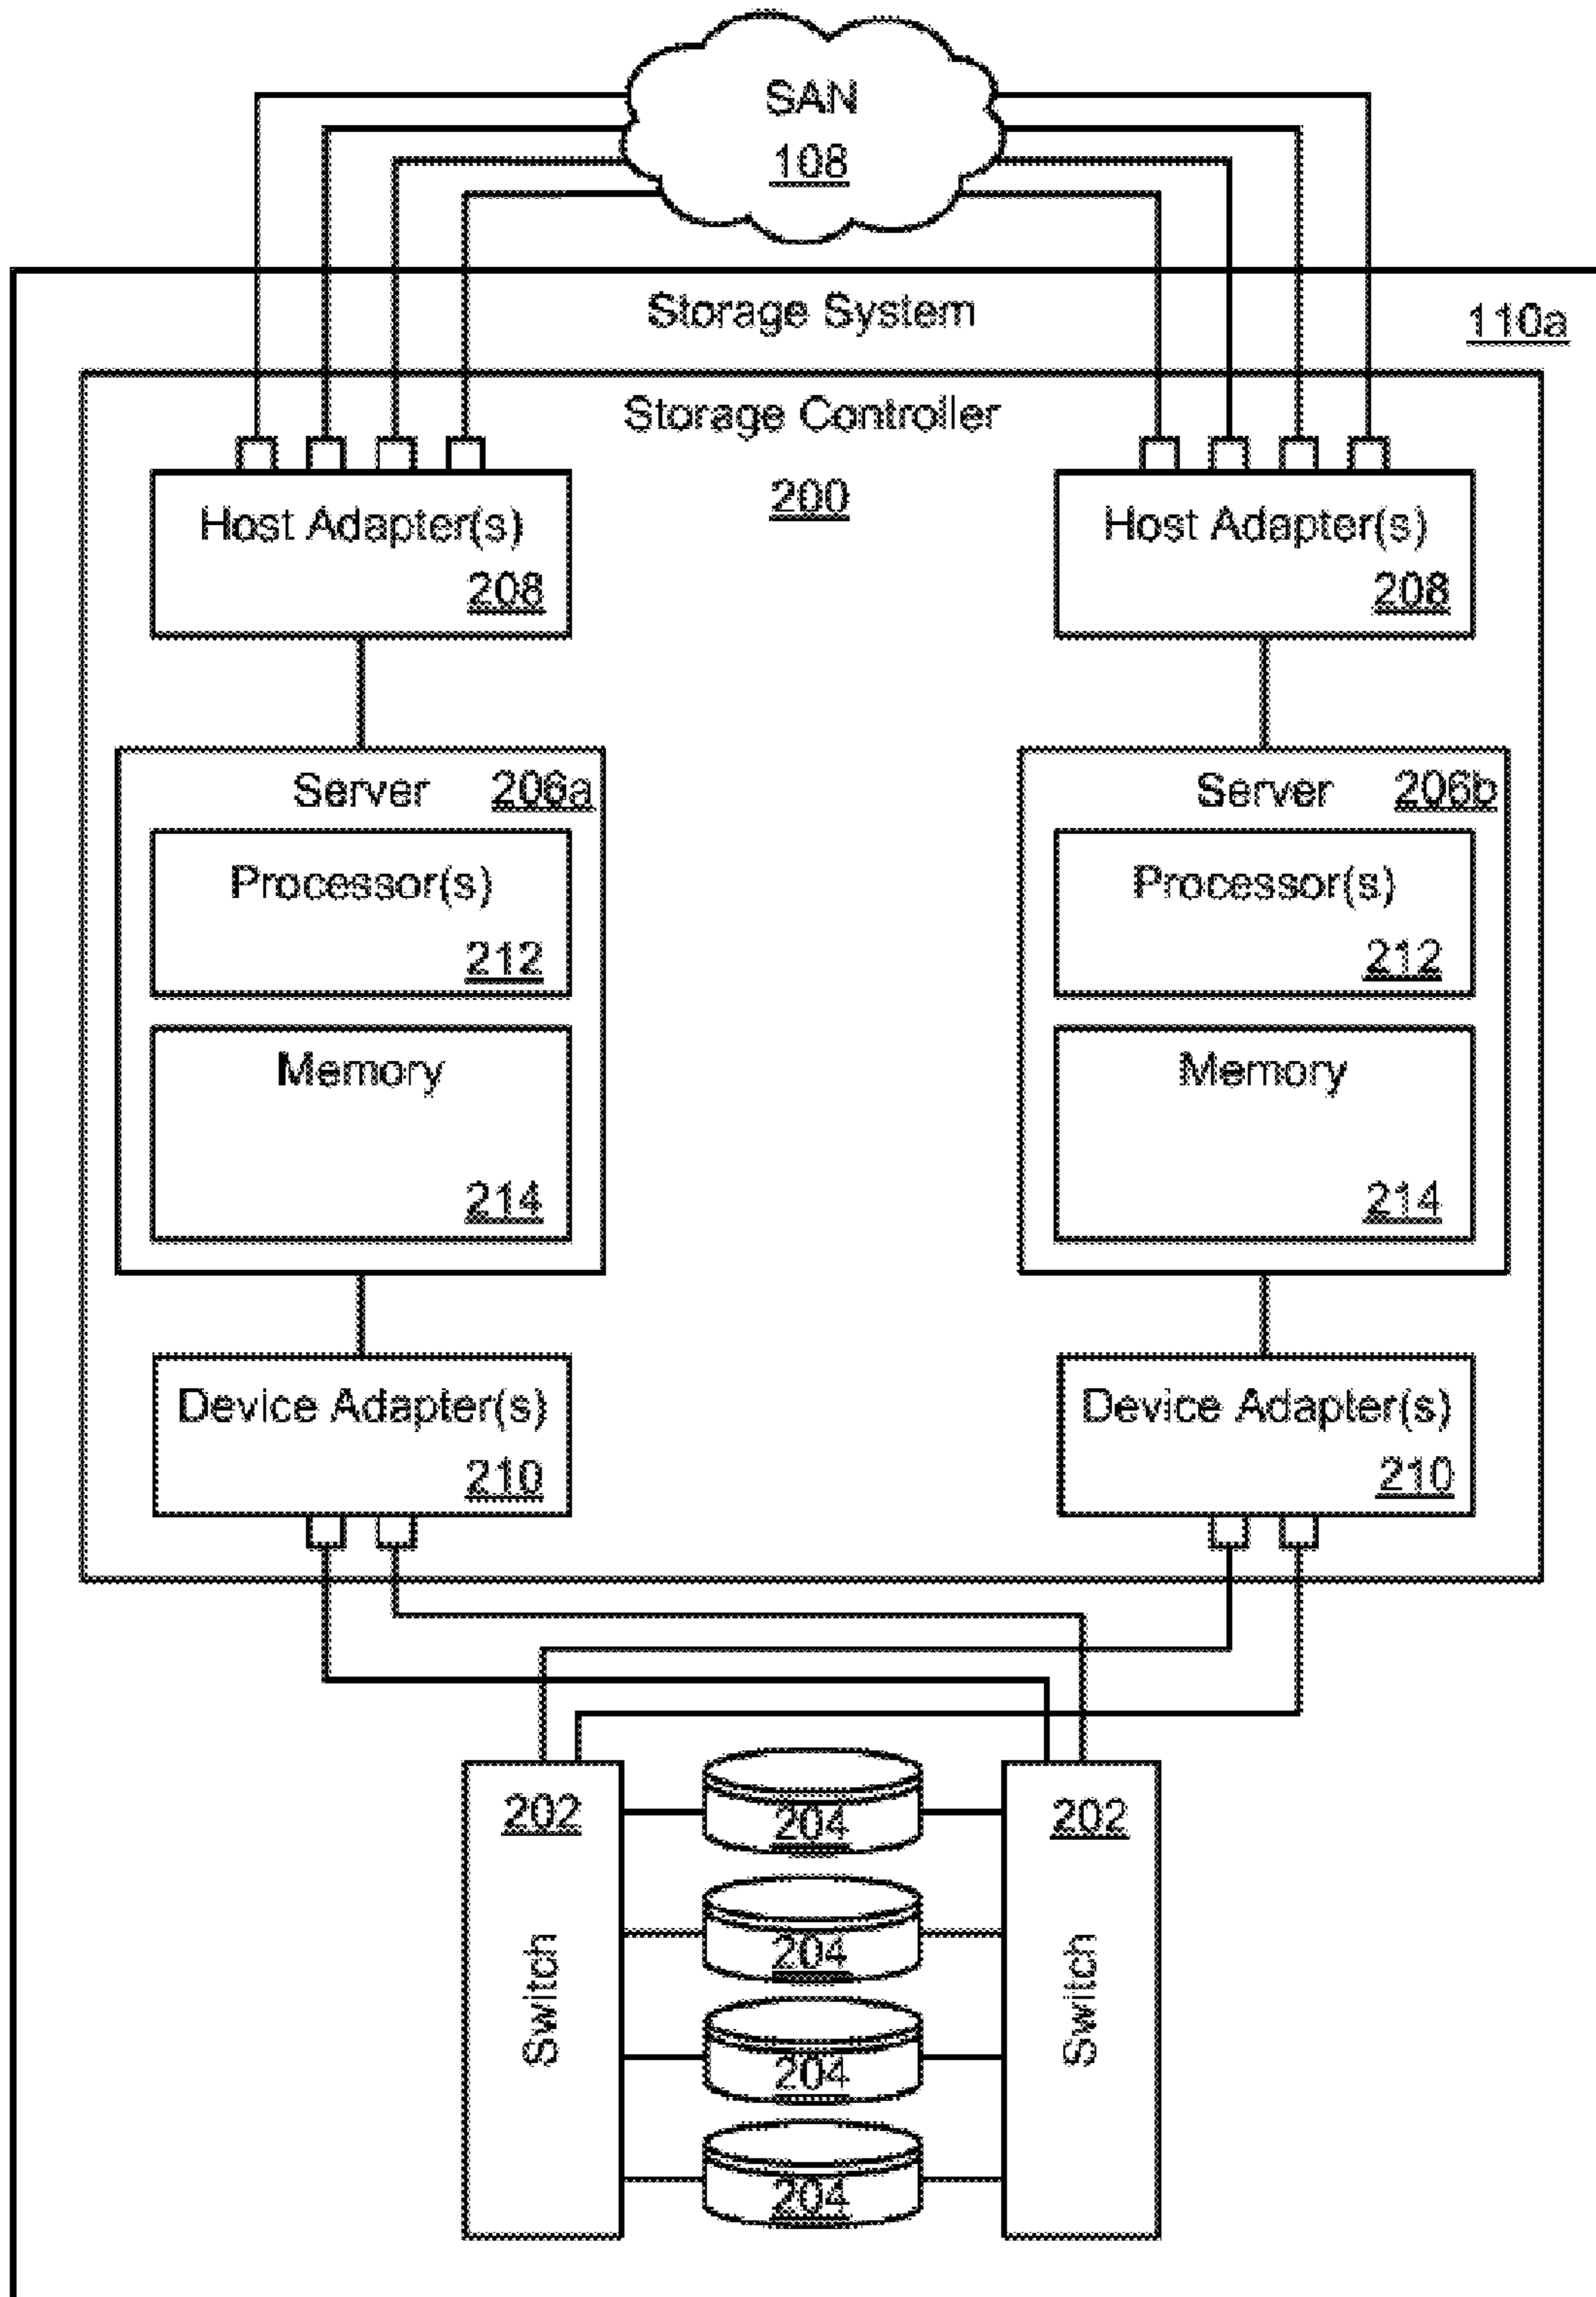 SAN
108
Storage System
110a
Storage Controller
200
Host Adapter(s)
208
Host Adapter(s)
208
Server 206a
Processor(s)
212
Memory
214
Server 206b
Processor(s)
212
Memory
214
Device Adapter(s)
210
Device Adapter(s)
210
202
Switch
204
204
204
204
202
Switch